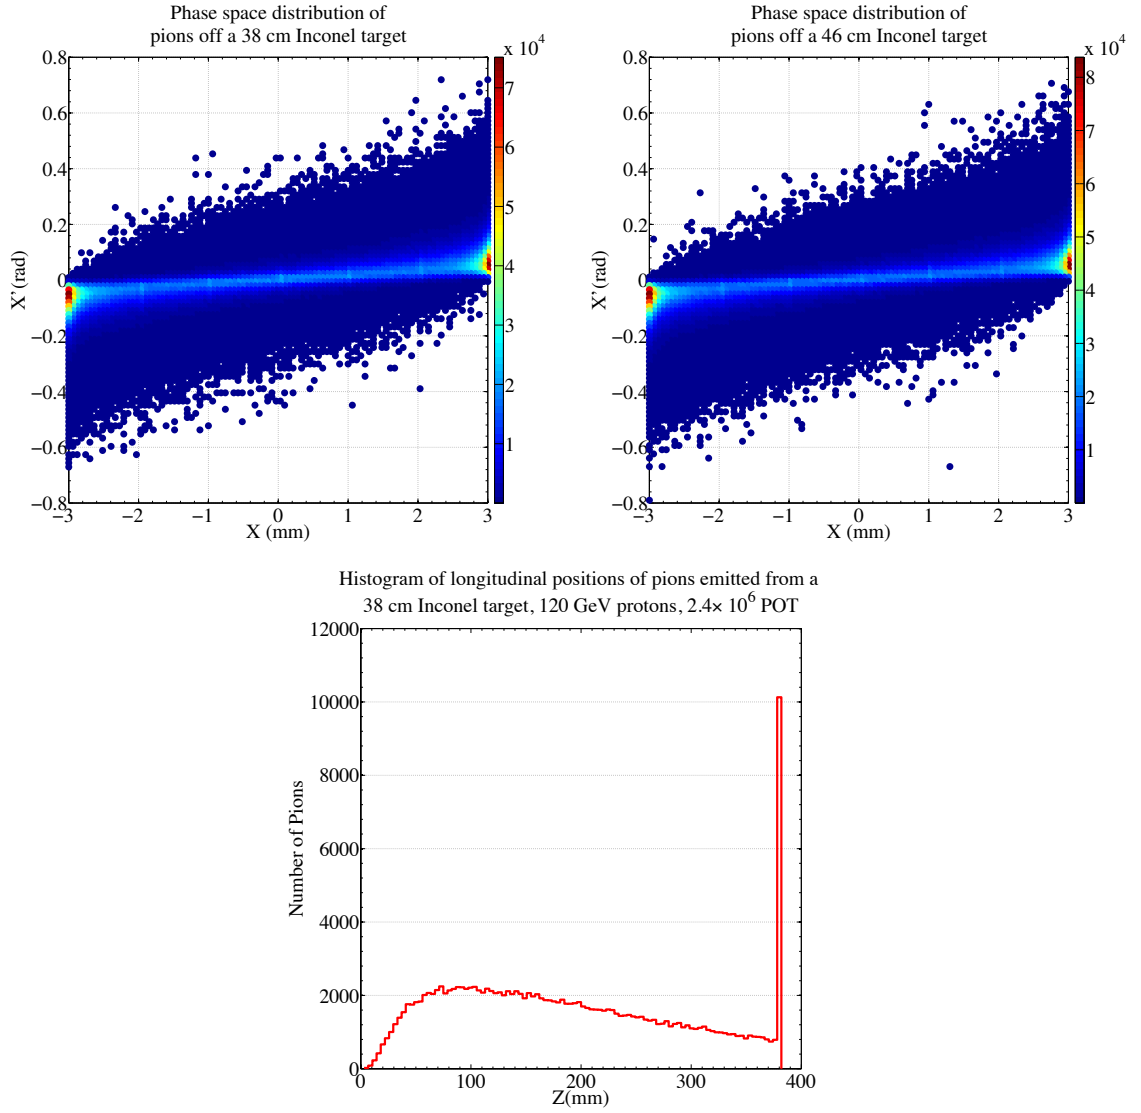 Phase space distribution of
pions off a 38 cm Inconel target
x 10⁴
0.8
0.6
0.4
0.2
0
−0.2
−0.4
−0.6
−0.8
X'(rad)
−3 −2 −1 0 1 2 3
X (mm)
7
6
5
4
3
2
1
Phase space distribution of
pions off a 46 cm Inconel target
x 10⁴
0.8
0.6
0.4
0.2
0
−0.2
−0.4
−0.6
−0.8
X'(rad)
−3 −2 −1 0 1 2 3
X (mm)
8
7
6
5
4
3
2
1
Histogram of longitudinal positions of pions emitted from a
38 cm Inconel target, 120 GeV protons, 2.4× 10⁶ POT
12000
10000
8000
6000
4000
2000
0
Number of Pions
0 100 200 300 400
Z(mm)